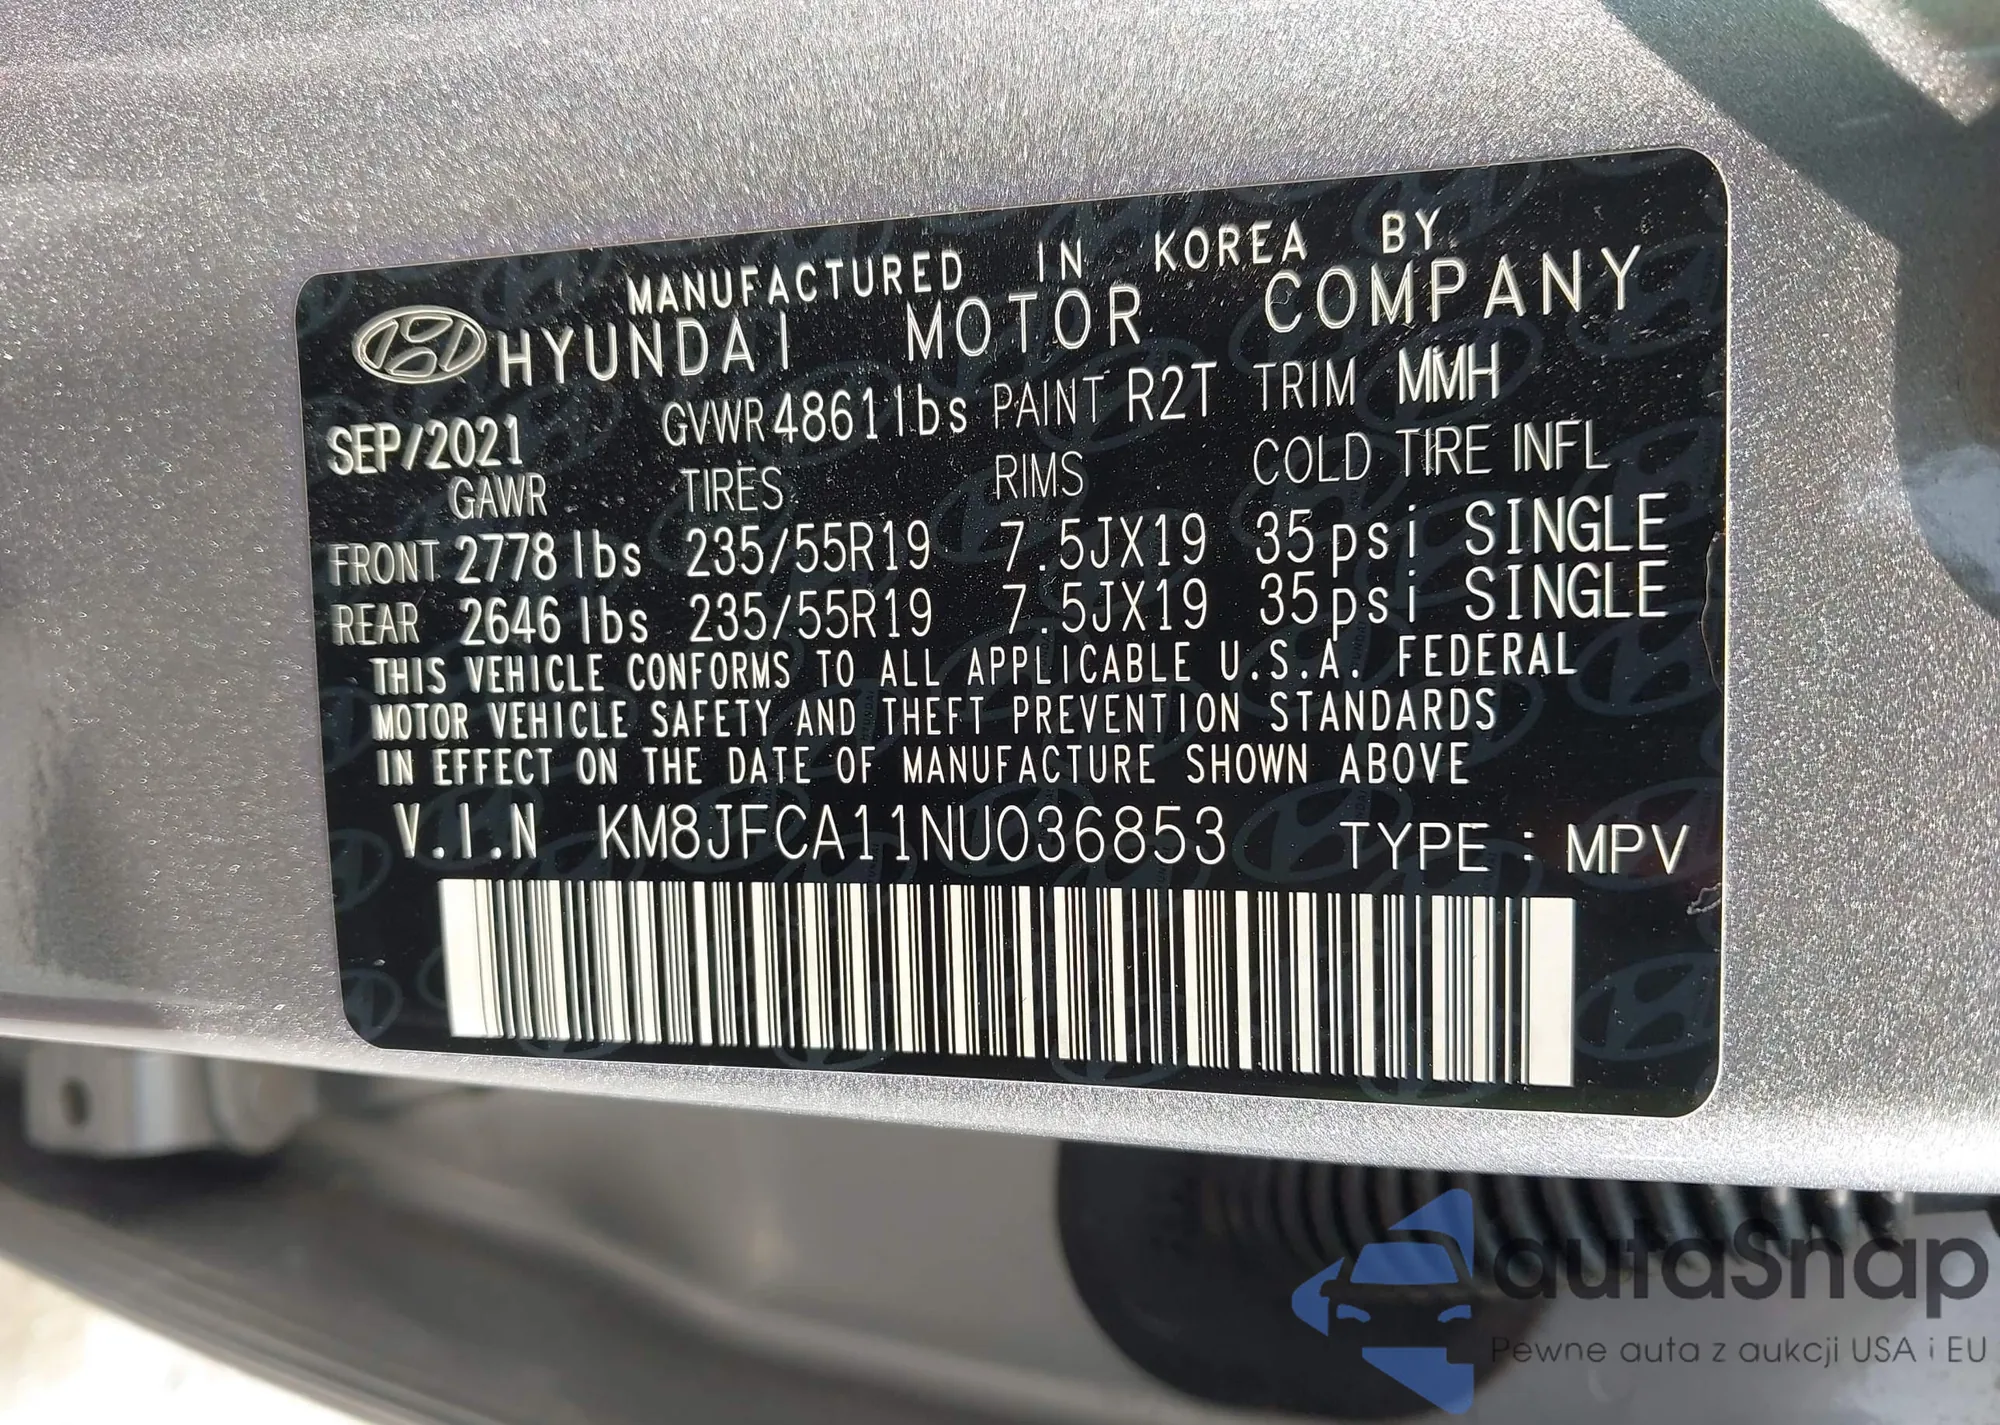 MANUFACTURED IN KOREA BY
HYUNDAI MOTOR COMPANY
SEP/2021 GVWR 4861lbs PAINT R2T TRIM MMH
GAWR TIRES RIMS COLD TIRE INFL
FRONT 2778 lbs 235/55R19 7.5JX19 35psi SINGLE
REAR 2646 lbs 235/55R19 7.5JX19 35psi SINGLE
THIS VEHICLE CONFORMS TO ALL APPLICABLE U.S.A. FEDERAL
MOTOR VEHICLE SAFETY AND THEFT PREVENTION STANDARDS
IN EFFECT ON THE DATE OF MANUFACTURE SHOWN ABOVE
V.I.N KM8JFCA11NU036853 TYPE : MPV
autaSnap
Pewne auta z aukcji USA i EU